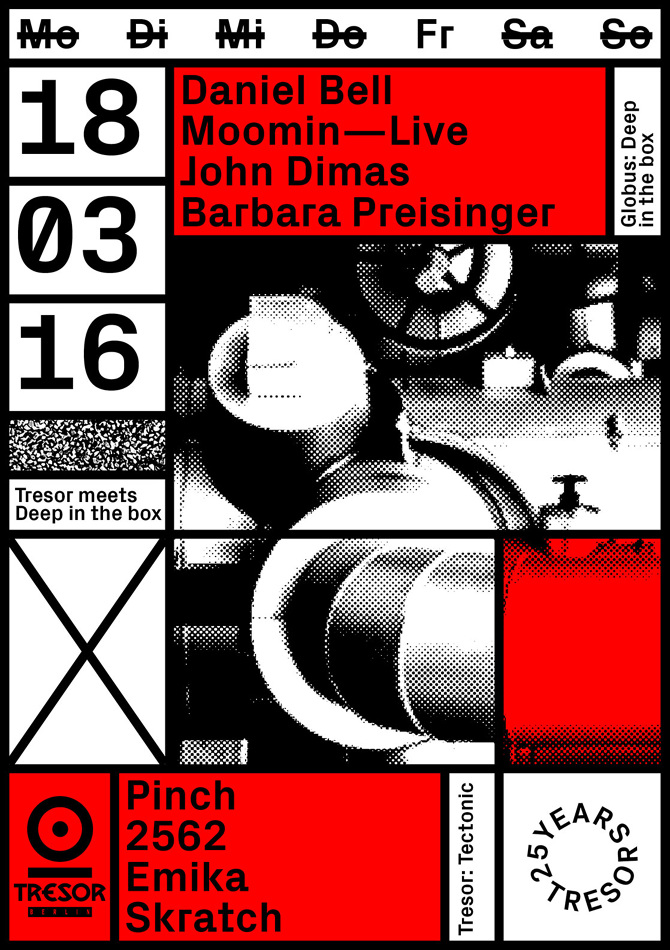 Mo Di Mi Do Fr Sa So
18
03
16
Daniel Bell
Moomin—Live
John Dimas
Barbara Preisinger
Globus: Deep
in the box
Tresor meets
Deep in the box
TRESOR
BERLIN
Pinch
2562
Emika
Skratch
Tresor: Tectonic
25 YEARS TRESOR